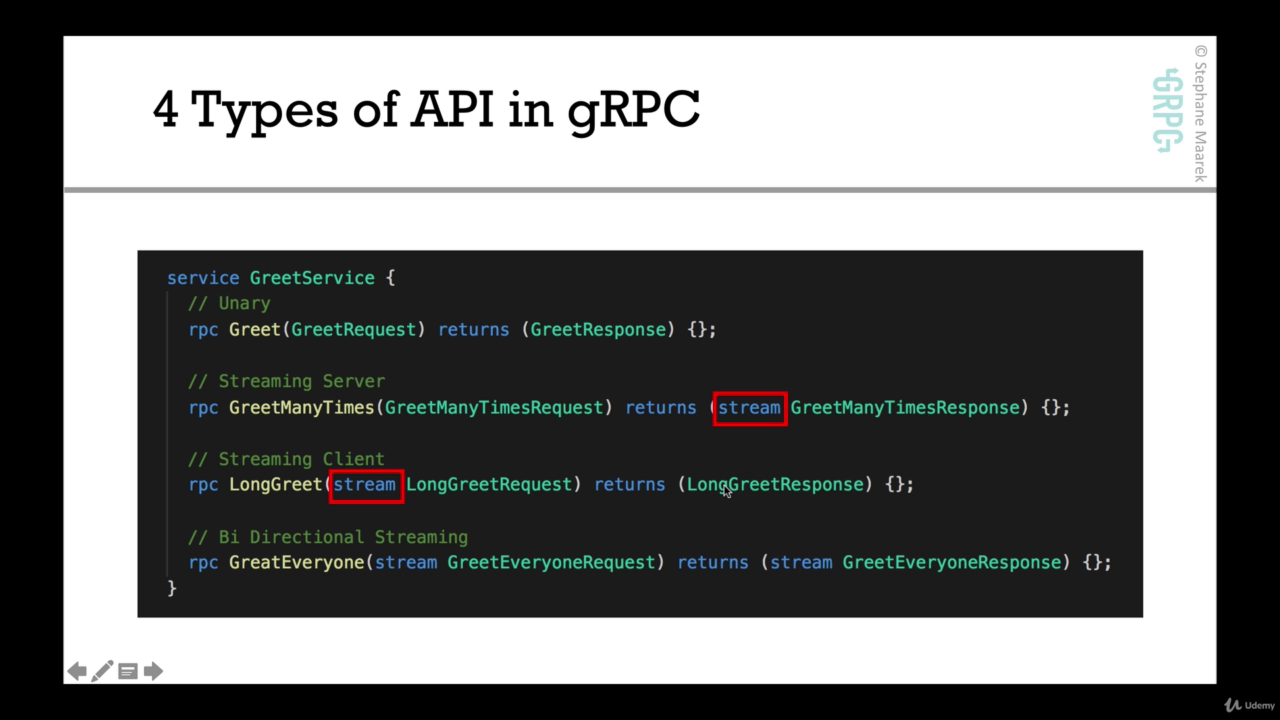 4 Types of API in gRPC
© Stephane Maarek
GRPC
service GreetService {
// Unary
rpc Greet(GreetRequest) returns (GreetResponse) {};
// Streaming Server
rpc GreetManyTimes(GreetManyTimesRequest) returns (stream GreetManyTimesResponse) {};
// Streaming Client
rpc LongGreet(stream LongGreetRequest) returns (LongGreetResponse) {};
// Bi Directional Streaming
rpc GreatEveryone(stream GreetEveryoneRequest) returns (stream GreetEveryoneResponse) {};
}
Udemy